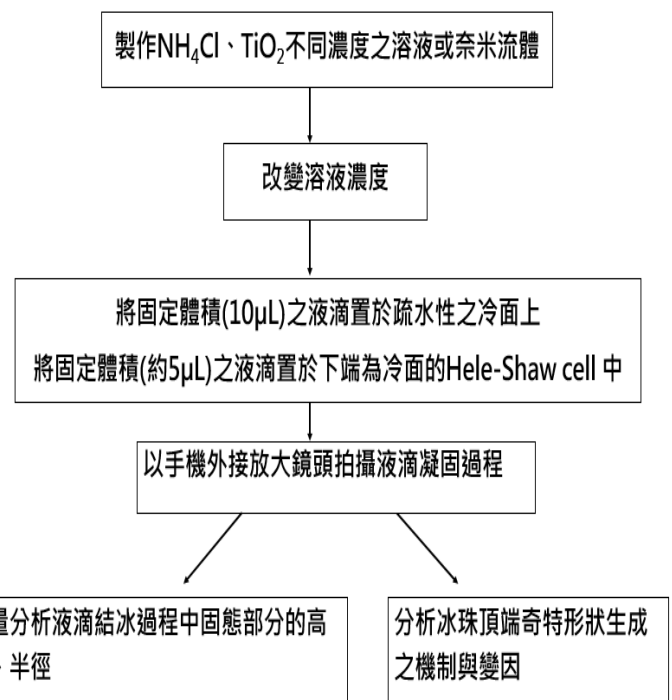 製作NH₄Cl、TiO₂不同濃度之溶液或奈米流體
改變溶液濃度
將固定體積(10μL)之液滴置於疏水性之冷面上
將固定體積(約5μL)之液滴置於下端為冷面的Hele-Shaw cell 中
以手機外接放大鏡頭拍攝液滴凝固過程
量分析液滴結冰過程中固態部分的高
、半徑
分析冰珠頂端奇特形狀生成
之機制與變因